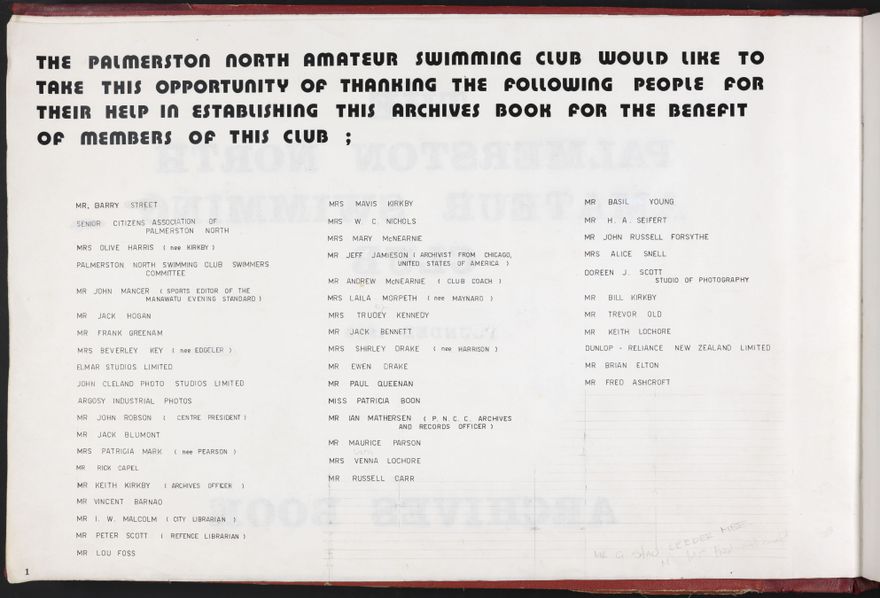 THE PALMERSTON NORTH AMATEUR SWIMMING CLUB WOULD LIKE TO
TAKE THIS OPPORTUNITY OF THANKING THE FOLLOWING PEOPLE FOR
THEIR HELP IN ESTABLISHING THIS ARCHIVES BOOK FOR THE BENEFIT
OF MEMBERS OF THIS CLUB ;
MR, BARRY STREET
SENIOR CITIZENS ASSOCIATION OF
PALMERSTON NORTH
MRS OLIVE HARRIS ( nee KIRKBY )
PALMERSTON NORTH SWIMMING CLUB SWIMMERS
COMMITTEE
MR JOHN MANCER ( SPORTS EDITOR OF THE
MANAWATU EVENING STANDARD )
MR JACK HOGAN
MR FRANK GREENAM
MRS BEVERLEY KEY ( nee EDGELER )
ELMAR STUDIOS LIMITED
JOHN CLELAND PHOTO STUDIOS LIMITED
ARGOSY INDUSTRIAL PHOTOS
MR JOHN ROBSON ( CENTRE PRESIDENT )
MR JACK BLUMONT
MRS PATRICIA MARK ( nee PEARSON )
MR RICK CAPEL
MR KEITH KIRKBY ( ARCHIVES OFFICER )
MR VINCENT BARNAO
MR I. W. MALCOLM ( CITY LIBRARIAN )
MR PETER SCOTT ( REFENCE LIBRARIAN )
MR LOU FOSS
MRS MAVIS KIRKBY
MRS W. C. NICHOLS
MRS MARY McNEARNIE
MR JEFF JAMIESON ( ARCHIVIST FROM CHICAGO,
UNITED STATES OF AMERICA )
MR ANDREW McNEARNIE ( CLUB COACH )
MRS LAILA MORPETH ( nee MAYNARD )
MRS TRUDEY KENNEDY
MR JACK BENNETT
MRS SHIRLEY DRAKE ( nee HARRISON )
MR EWEN DRAKE
MR PAUL QUEENAN
MISS PATRICIA BOON
MR IAN MATHERSEN ( P. N. C. C. ARCHIVES
AND RECORDS OFFICER )
MR MAURICE PARSON
MRS VENNA LOCHORE
MR RUSSELL CARR
MR BASIL YOUNG
MR H. A. SEIFERT
MR JOHN RUSSELL FORSYTHE
MRS ALICE SNELL
DOREEN J. SCOTT
STUDIO OF PHOTOGRAPHY
MR BILL KIRKBY
MR TREVOR OLD
MR KEITH LOCHORE
DUNLOP - RELIANCE NEW ZEALAND LIMITED
MR BRIAN ELTON
MR FRED ASHCROFT
1